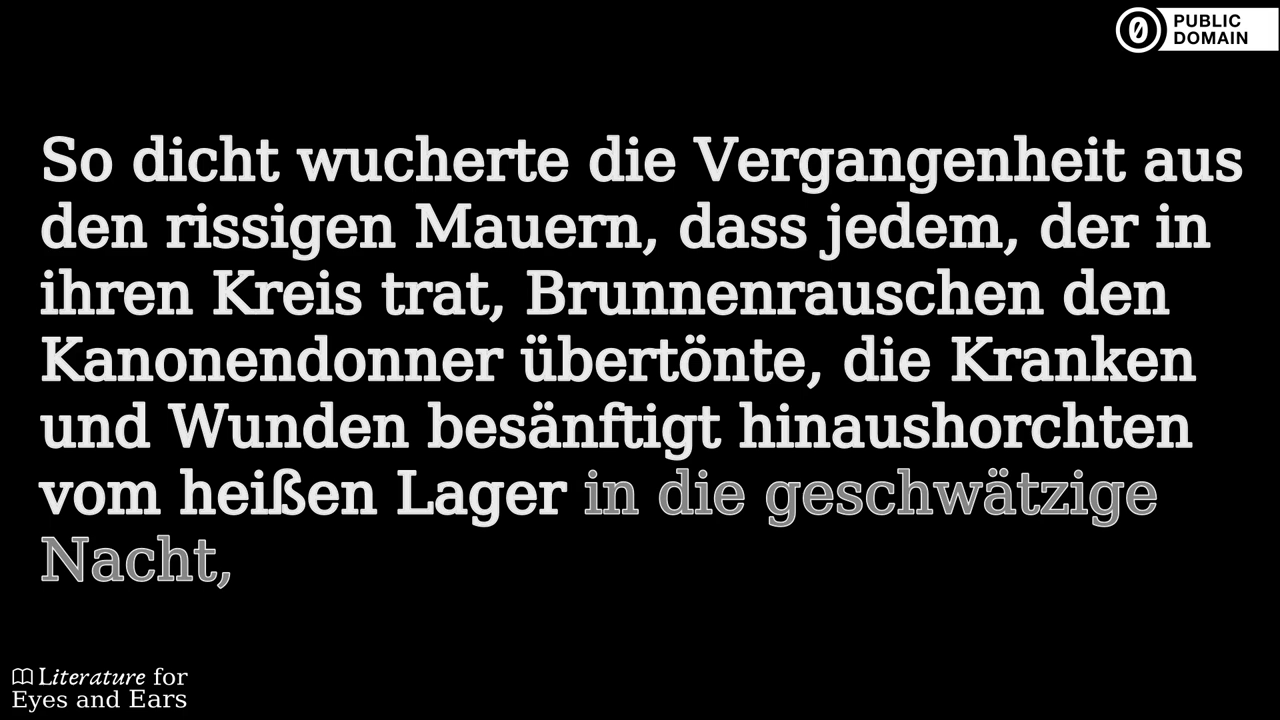 PUBLIC
DOMAIN
So dicht wucherte die Vergangenheit aus
den rissigen Mauern, dass jedem, der in
ihren Kreis trat, Brunnenrauschen den
Kanonendonner übertönte, die Kranken
und Wunden besänftigt hinaushorchten
vom heißen Lager in die geschwätzige
Nacht,
Literature for
Eyes and Ears